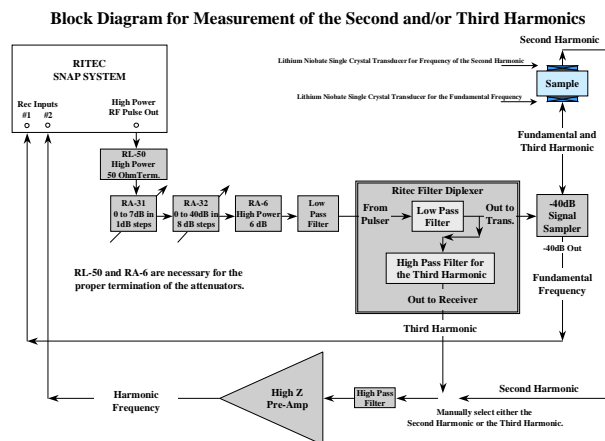 Block Diagram for Measurement of the Second and/or Third Harmonics
Second Harmonic
RITEC
SNAP SYSTEM
Rec Inputs
#1 #2
High Power
RF Pulse Out
Lithium Niobate Single Crystal Transducer for Frequency of the Second Harmonic
Sample
Lithium Niobate Single Crystal Transducer for the Fundamental Frequency
Fundamental and
Third Harmonic
RL-50
High Power
50 OhmTerm.
RA-31
0 to 7dB in
1dB steps
RA-32
0 to 40dB in
8 dB steps
RA-6
High Power
6 dB
Low
Pass
Filter
Ritec Filter Diplexer
From
Pulser
Low Pass
Filter
Out to
Trans.
High Pass Filter for
the Third Harmonic
Out to Receiver
-40dB
Signal
Sampler
-40dB Out
Fundamental
Frequency
RL-50 and RA-6 are necessary for the
proper termination of the attenuators.
Third Harmonic
Harmonic
Frequency
High Z
Pre-Amp
High Pass
Filter
Second Harmonic
Manually select either the
Second Harmonic or the Third Harmonic.